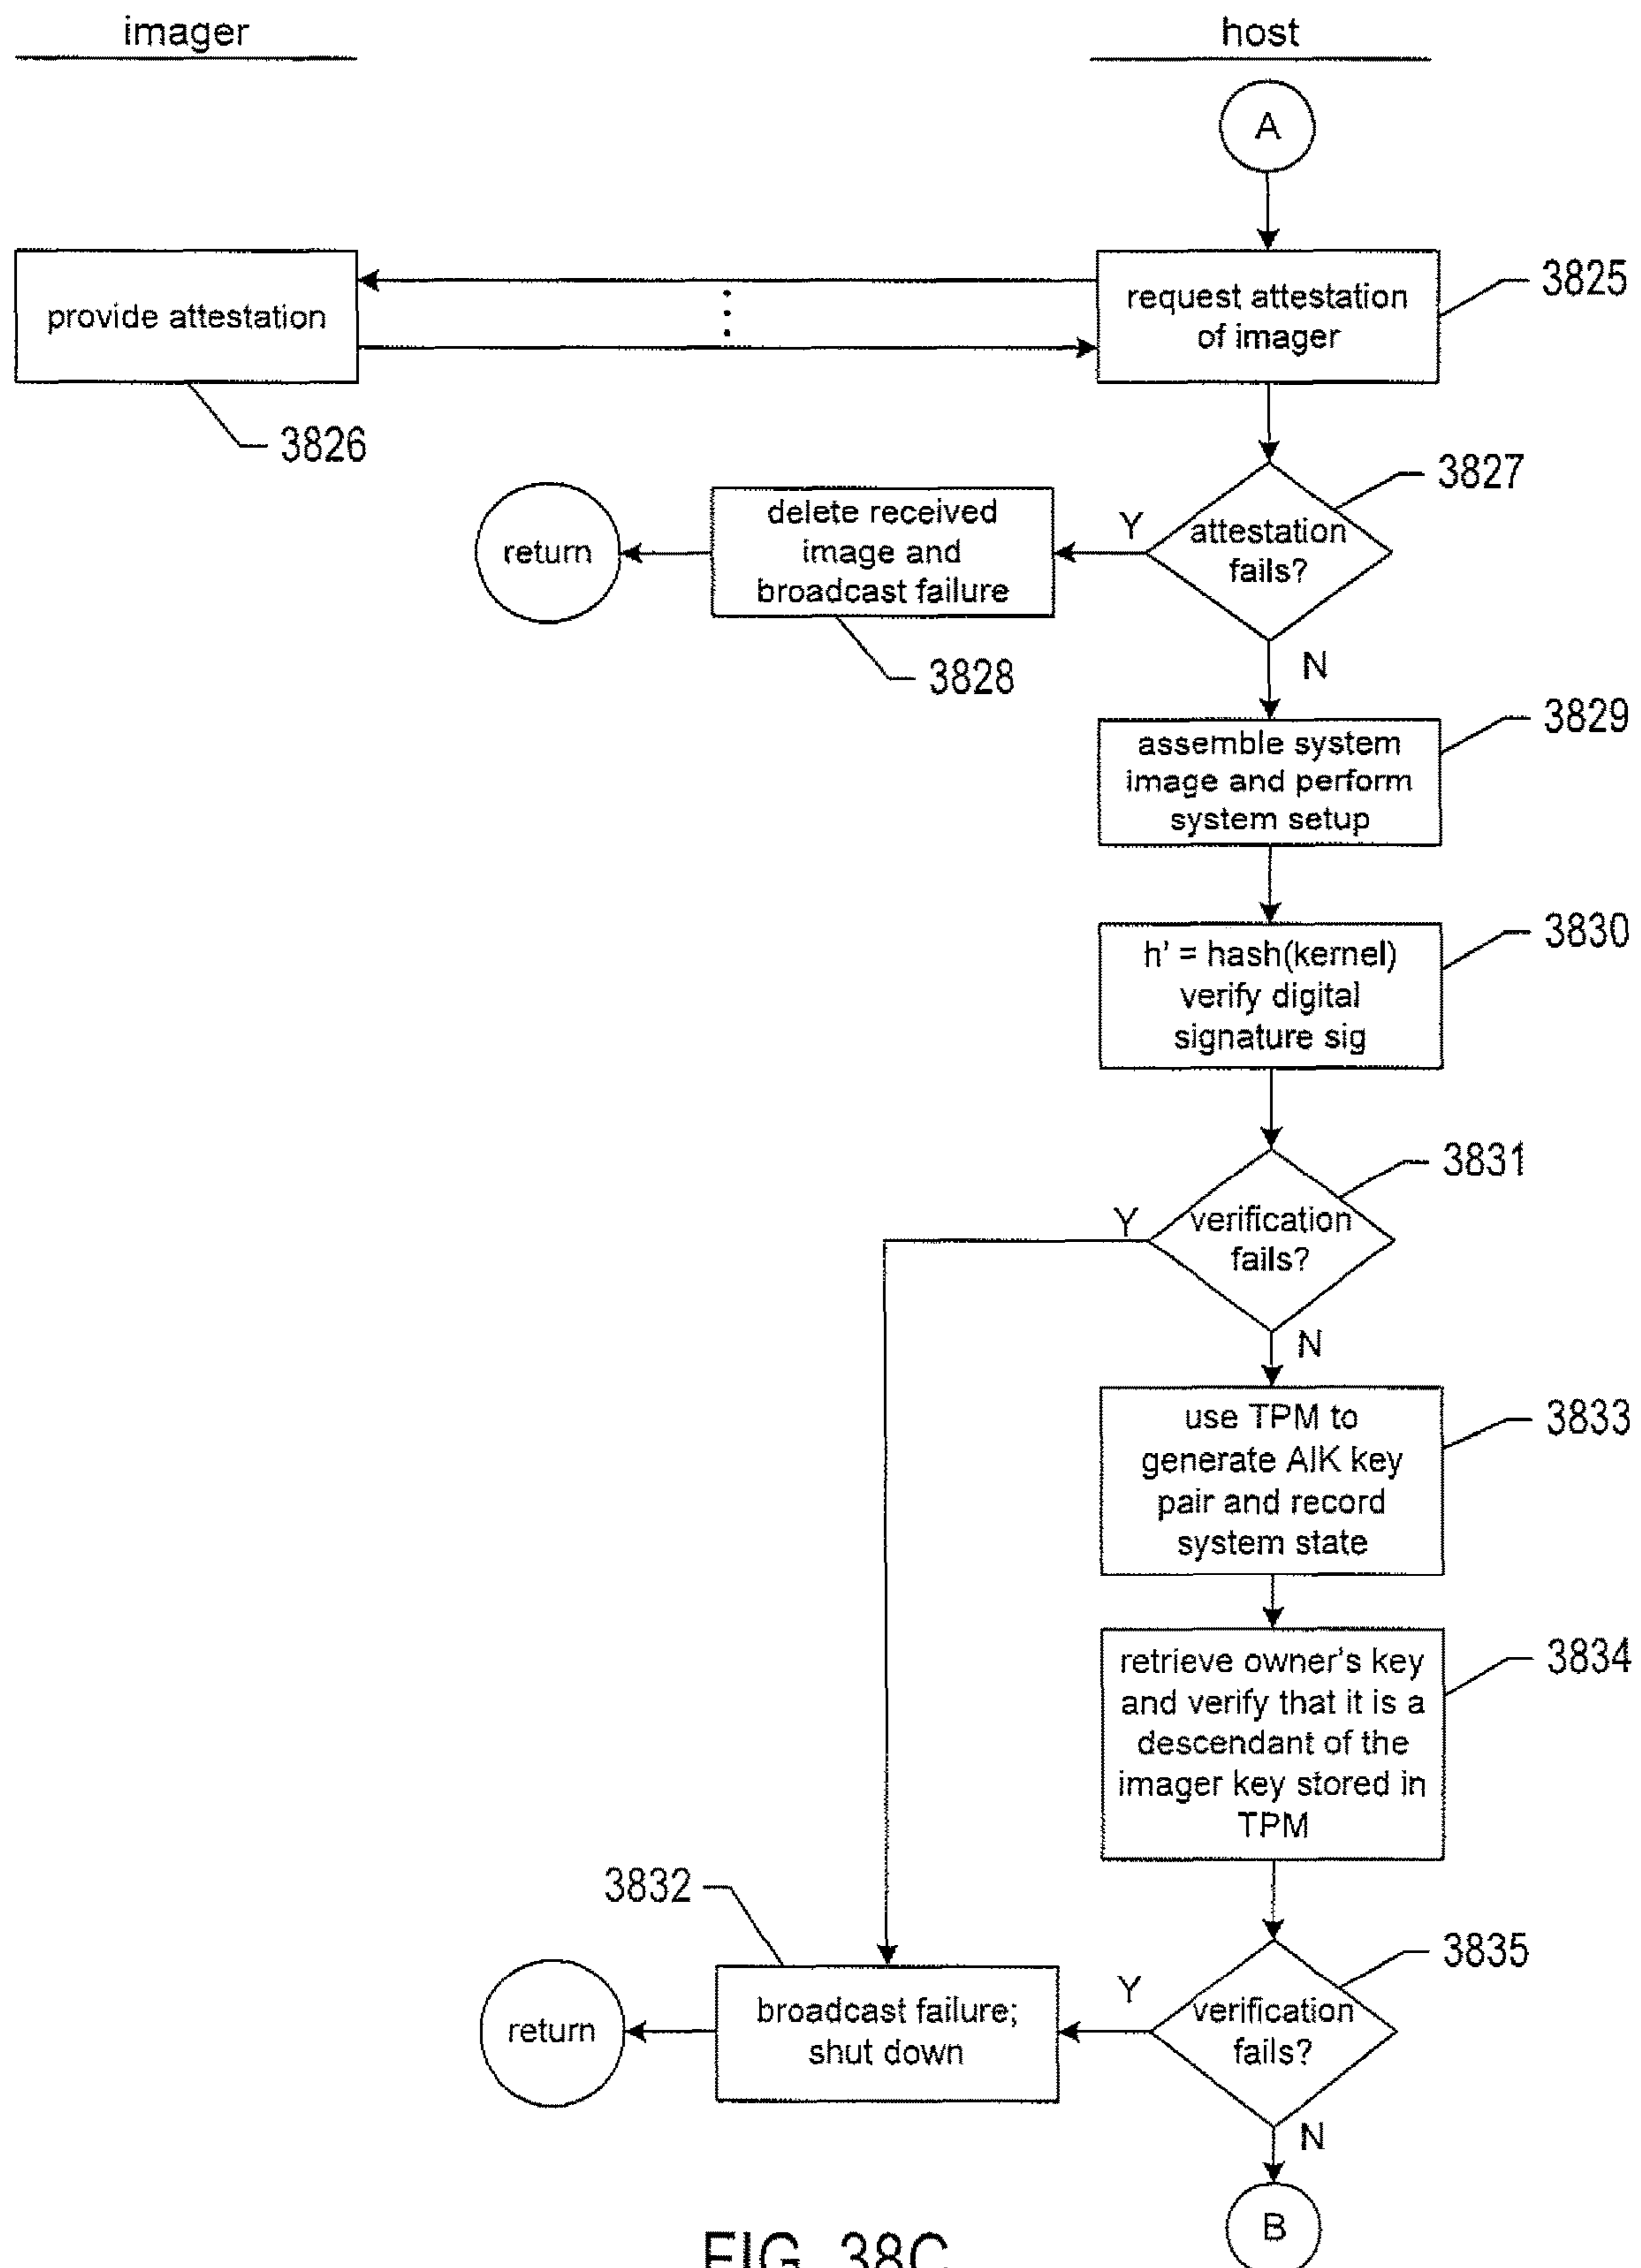 imager
host
A
request attestation
of imager
3825
provide attestation
3826
3827
attestation
fails?
Y
delete received
image and
broadcast failure
return
3828
N
3829
assemble system
image and perform
system setup
3830
h' = hash(kernel)
verify digital
signature sig
3831
verification
fails?
Y
N
3833
use TPM to
generate AIK key
pair and record
system state
3834
retrieve owner's key
and verify that it is a
descendant of the
imager key stored in
TPM
3832
3835
verification
fails?
Y
broadcast failure;
shut down
return
N
B
FIG. 38C